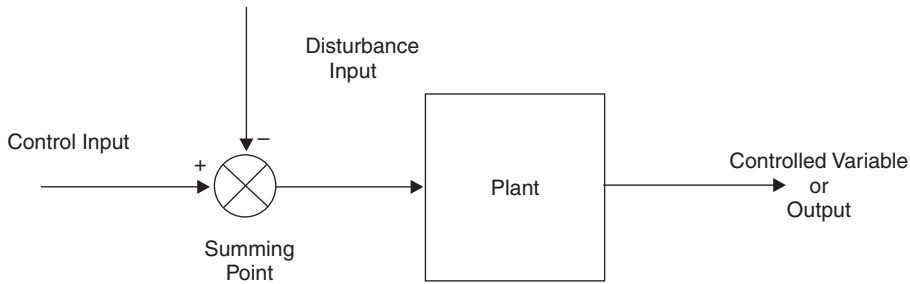 Disturbance
Input
Control Input
–
+
Plant
Controlled Variable
or
Output
Summing
Point